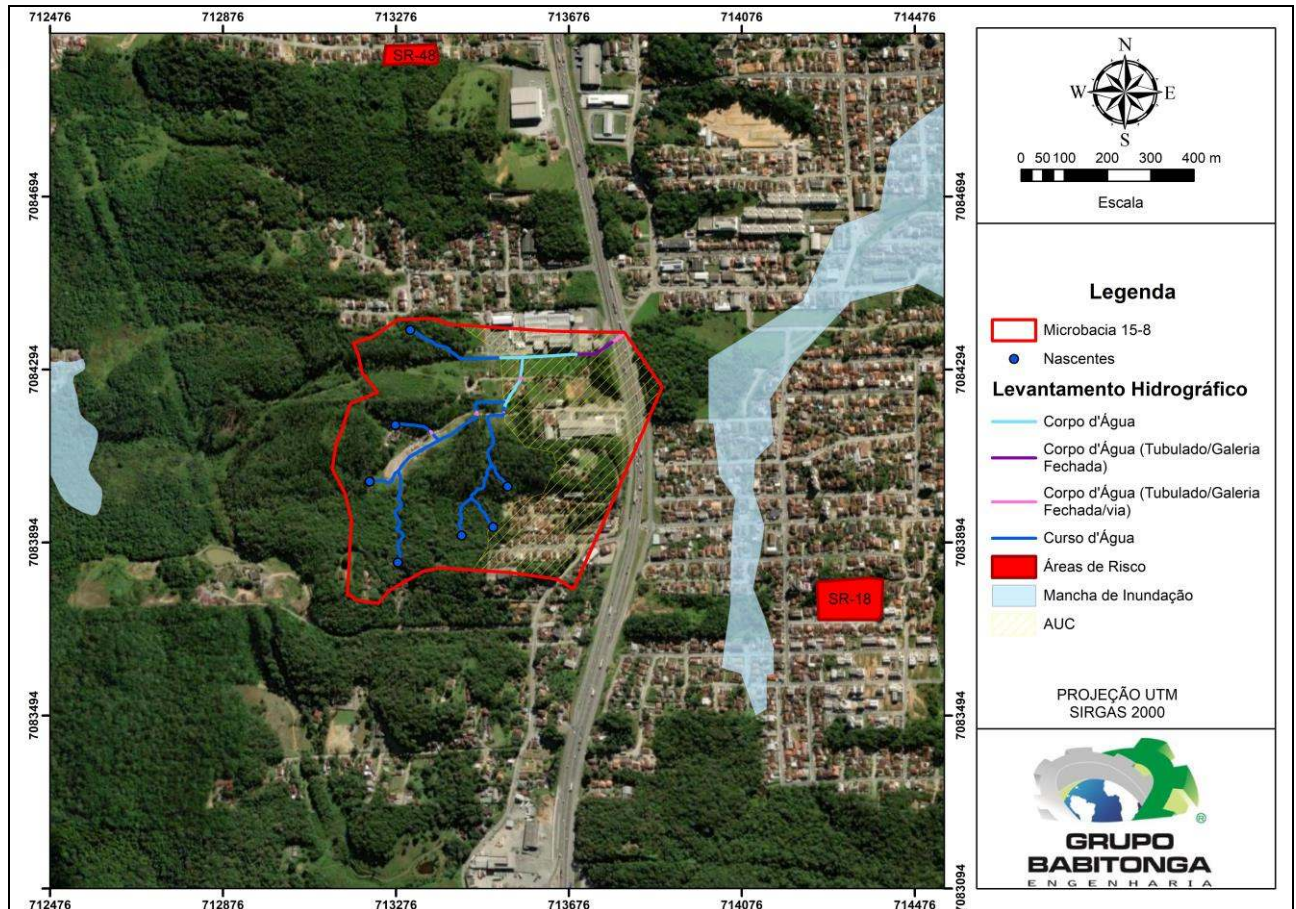 712476 712876 713276 713676 714076 714476
SR-48
7084694
7084694
7084294
7084294
7083894
7083894
SR-18
7083494
7083494
7083094
712476 712876 713276 713676 714076 714476
N
W E
S
0 50 100 200 300 400 m
Escala
Legenda
Microbacia 15-8
Nascentes
Levantamento Hidrográfico
Corpo d'Água
Corpo d'Água (Tubulado/Galeria
Fechada)
Corpo d'Água (Tubulado/Galeria
Fechada/via)
Curso d'Água
Áreas de Risco
Mancha de Inundação
AUC
PROJEÇÃO UTM
SIRGAS 2000
®
GRUPO
BABITONGA
ENGENHARIA